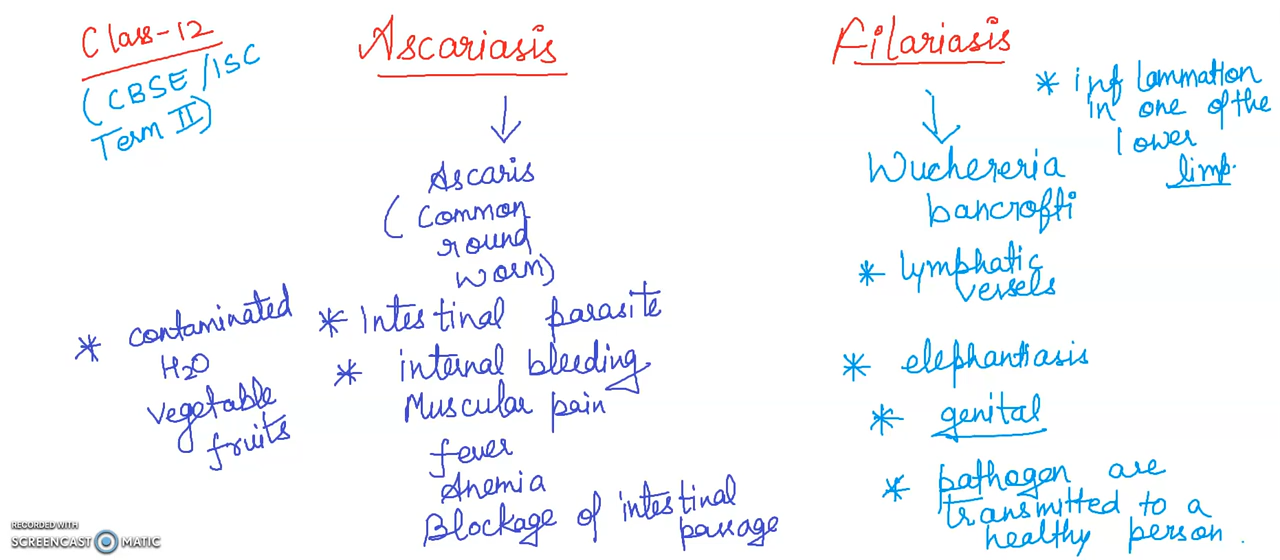 Class-12
(CBSE/ISC
Term II)
Ascariasis
Ascaris
(Common
round
worm)
* contaminated
H2O
vegetable
fruits
* Intestinal parasite
* internal bleeding
Muscular pain
fever
Anemia
Blockage of intestinal
passage
Filariasis
* inflammation
in one of the
lower
limp.
Wuchereria
bancrofti
* lymphatic
vessels
* elephantiasis
* genital
* pathogen are
transmitted to a
healthy person.
RECORDED WITH
SCREENCAST MATIC